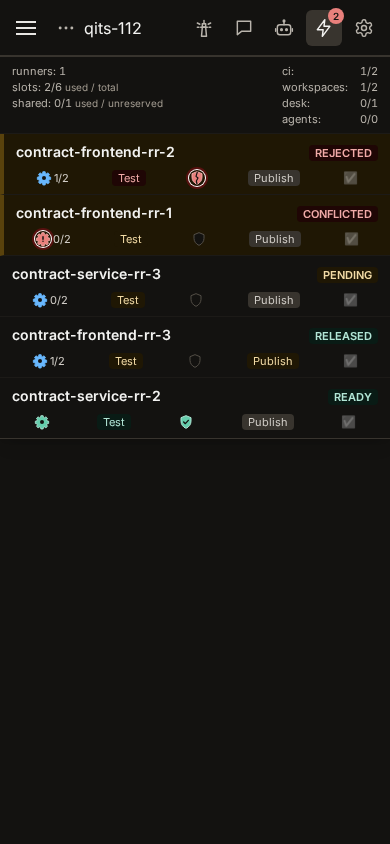 qits-112
2
runners: 1
slots: 2/6 used / total
shared: 0/1 used / unreserved
ci: 1/2
workspaces: 1/2
desk: 0/1
agents: 0/0
contract-frontend-rr-2 REJECTED
1/2 Test Publish
contract-frontend-rr-1 CONFLICTED
0/2 Test Publish
contract-service-rr-3 PENDING
0/2 Test Publish
contract-frontend-rr-3 RELEASED
1/2 Test Publish
contract-service-rr-2 READY
Test Publish